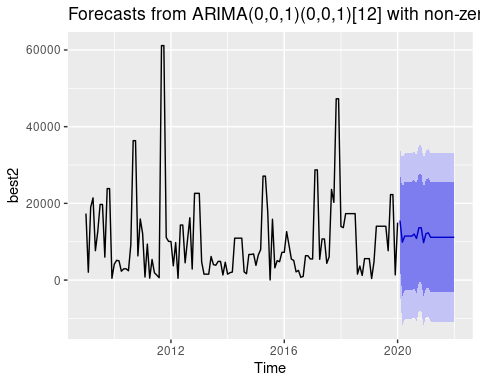 Forecasts from ARIMA(0,0,1)(0,0,1)[12] with non-zer
60000
40000
20000
0
best2
2012
2016
2020
Time